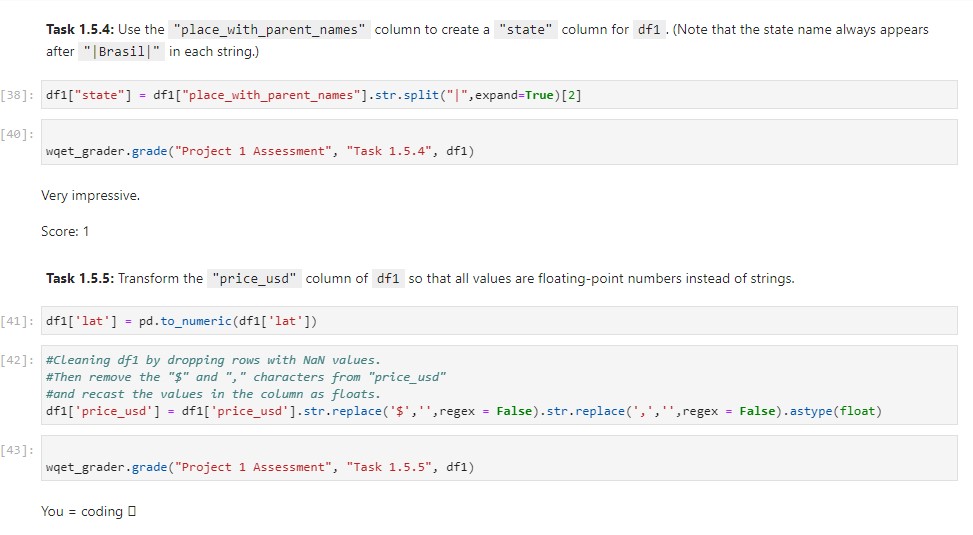 Task 1.5.4: Use the "place_with_parent_names" column to create a "state" column for df1 . (Note that the state name always appears
after "|Brasil|" in each string.)
[38]: df1["state"] = df1["place_with_parent_names"].str.split("|",expand=True)[2]
[40]:
wqet_grader.grade("Project 1 Assessment", "Task 1.5.4", df1)
Very impressive.
Score: 1
Task 1.5.5: Transform the "price_usd" column of df1 so that all values are floating-point numbers instead of strings.
[41]: df1['lat'] = pd.to_numeric(df1['lat'])
[42]: #Cleaning df1 by dropping rows with NaN values.
#Then remove the "$" and "," characters from "price_usd"
#and recast the values in the column as floats.
df1['price_usd'] = df1['price_usd'].str.replace('$','',regex = False).str.replace(',','',regex = False).astype(float)
[43]:
wqet_grader.grade("Project 1 Assessment", "Task 1.5.5", df1)
You = coding